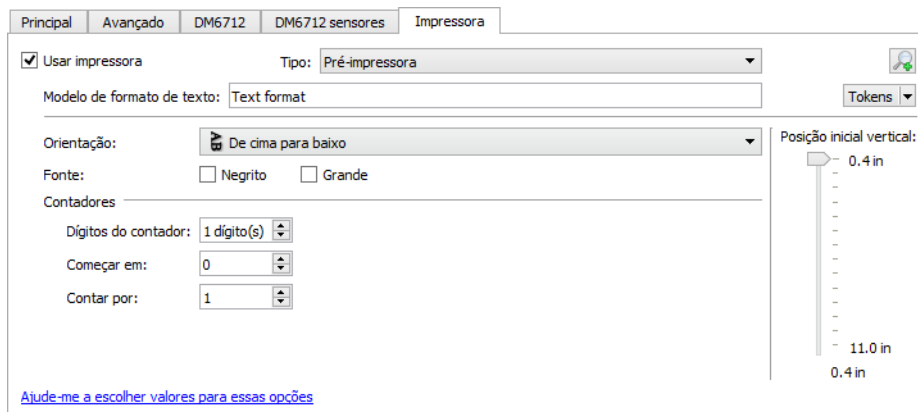 Principal Avançado DM6712 DM6712 sensores Impressora
Usar impressora Tipo: Pré-impressora
Modelo de formato de texto: Text format Tokens
Orientação: AB De cima para baixo Posição inicial vertical:
0.4 in
Fonte: Negrito Grande
Contadores
Dígitos do contador: 1 dígito(s)
Começar em: 0
Contar por: 1
11.0 in
0.4 in
Ajude-me a escolher valores para essas opções